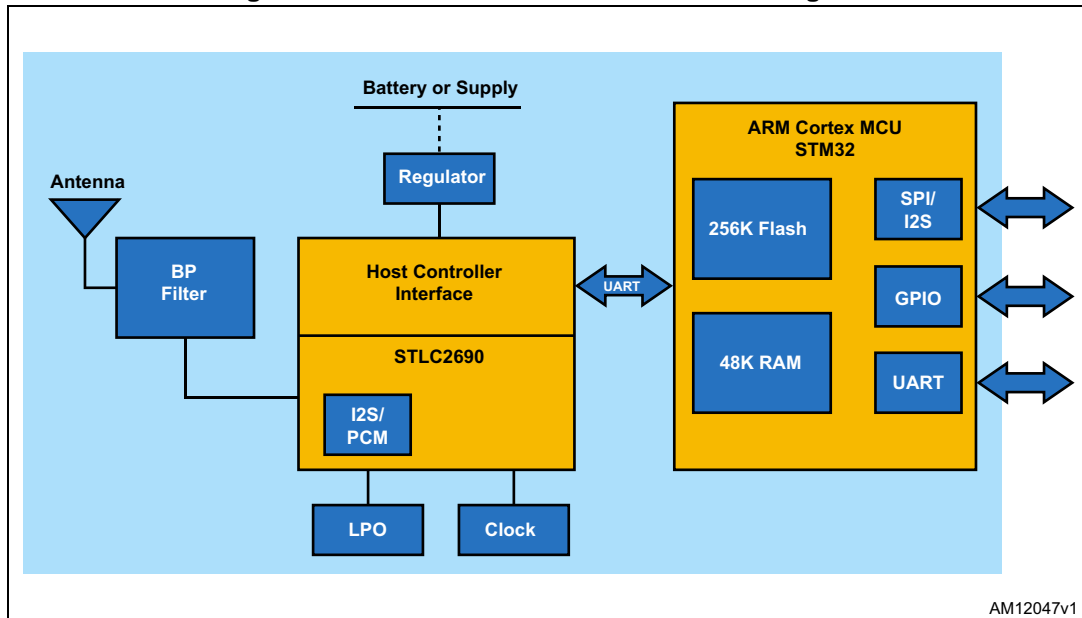 Battery or Supply
ARM Cortex MCU
STM32
Antenna
Regulator
SPI/
I2S
256K Flash
BP
Filter
Host Controller
Interface
UART
GPIO
STLC2690
48K RAM
UART
I2S/
PCM
LPO
Clock
AM12047v1